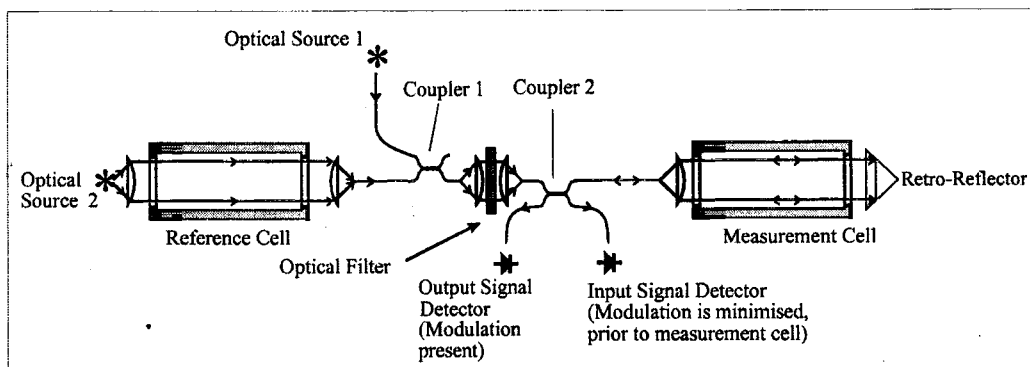 Optical Source 1
Coupler 1
Coupler 2
Optical
Source 2
Retro-Reflector
Reference Cell
Measurement Cell
Optical Filter
Output Signal
Detector
(Modulation
present)
Input Signal Detector
(Modulation is minimised,
prior to measurement cell)